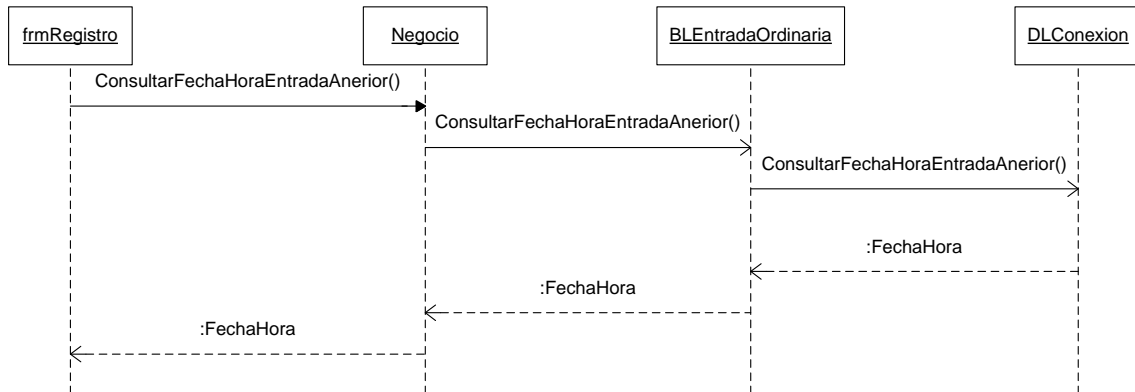 frmRegistro
Negocio
BLEntradaOrdinaria
DLConexion
ConsultarFechaHoraEntradaAnerior()
ConsultarFechaHoraEntradaAnerior()
ConsultarFechaHoraEntradaAnerior()
:FechaHora
:FechaHora
:FechaHora